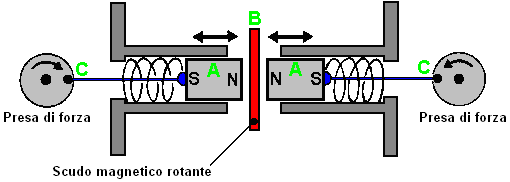 B
C
S
A
N
N
A
S
C
Presa di forza
Presa di forza
Scudo magnetico rotante